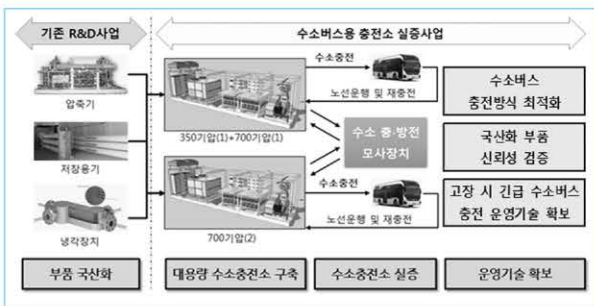 기존 R&D사업
수소버스용 충전소 실증사업
압축기
저장용기
냉각장치
부품 국산화
350기압(1)+700기압(1)
700기압(2)
대용량 수소충전소 구축
수소충전
노선운행 및 재충전
수소 충·방전
모사장치
수소충전
노선운행 및 재충전
수소충전소 실증
수소버스
충전방식 최적화
국산화 부품
신뢰성 검증
고장 시 긴급 수소버스
충전 운영기술 확보
운영기술 확보